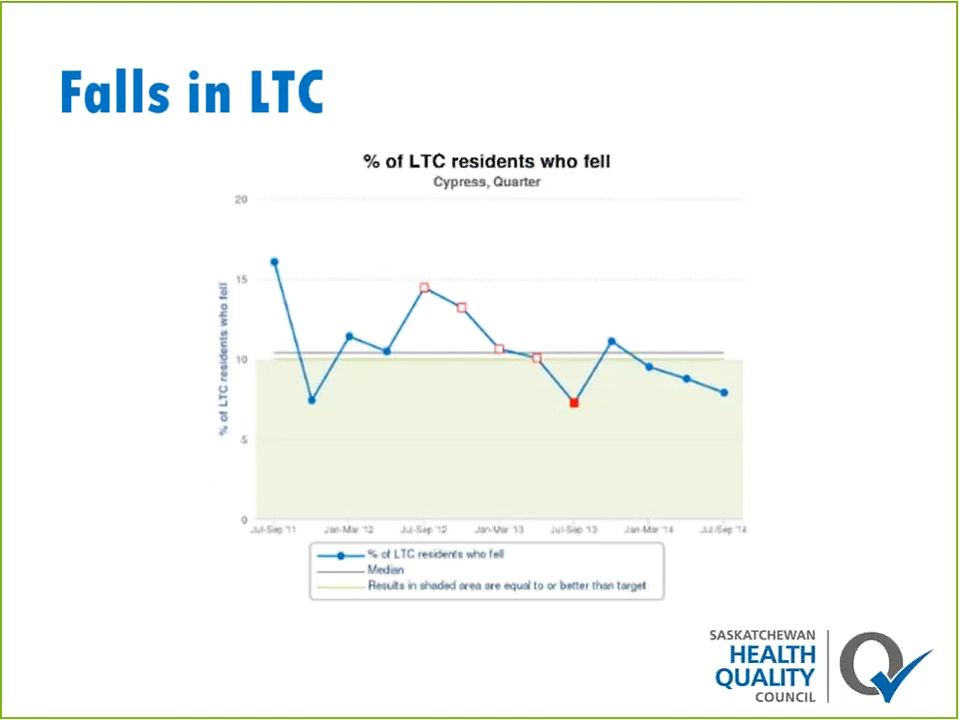 Falls in LTC
% of LTC residents who fell
Cypress, Quarter
% of LTC residents who fell
20
15
10
5
0
Jul-Sep '11
Jan-Mar '12
Jul-Sep '12
Jan-Mar '13
Jul-Sep '13
Jan-Mar '14
Jul-Sep '14
% of LTC residents who fell
Median
Results in shaded area are equal to or better than target
SASKATCHEWAN
HEALTH
QUALITY
COUNCIL
Q